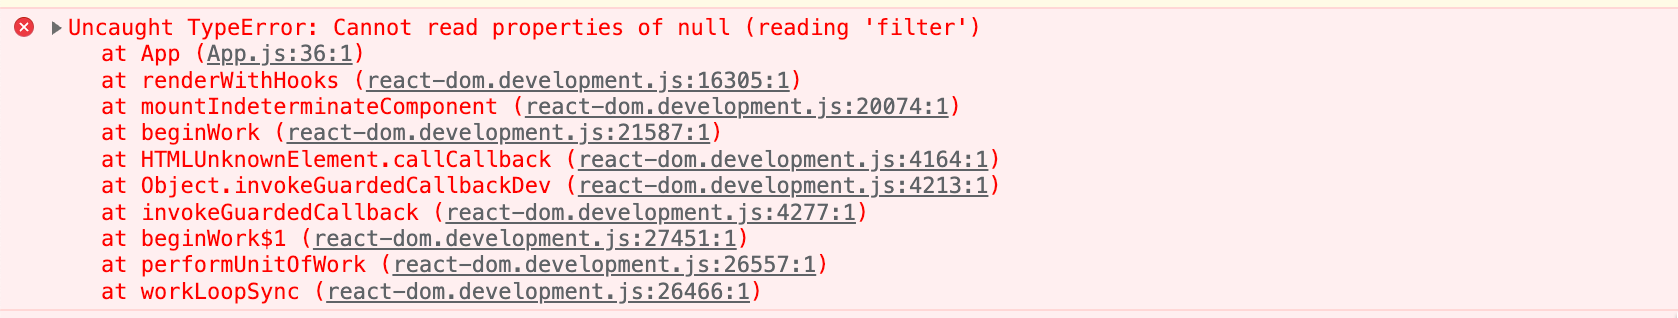 Uncaught TypeError: Cannot read properties of null (reading 'filter')
at App (App.js:36:1)
at renderWithHooks (react-dom.development.js:16305:1)
at mountIndeterminateComponent (react-dom.development.js:20074:1)
at beginWork (react-dom.development.js:21587:1)
at HTMLUnknownElement.callCallback (react-dom.development.js:4164:1)
at Object.invokeGuardedCallbackDev (react-dom.development.js:4213:1)
at invokeGuardedCallback (react-dom.development.js:4277:1)
at beginWork$1 (react-dom.development.js:27451:1)
at performUnitOfWork (react-dom.development.js:26557:1)
at workLoopSync (react-dom.development.js:26466:1)